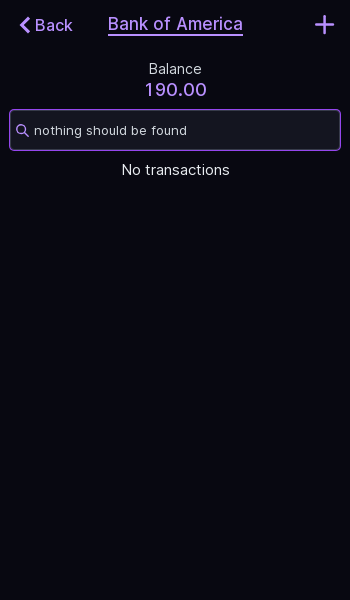 Back
Bank of America
Balance
190.00
nothing should be found
No transactions